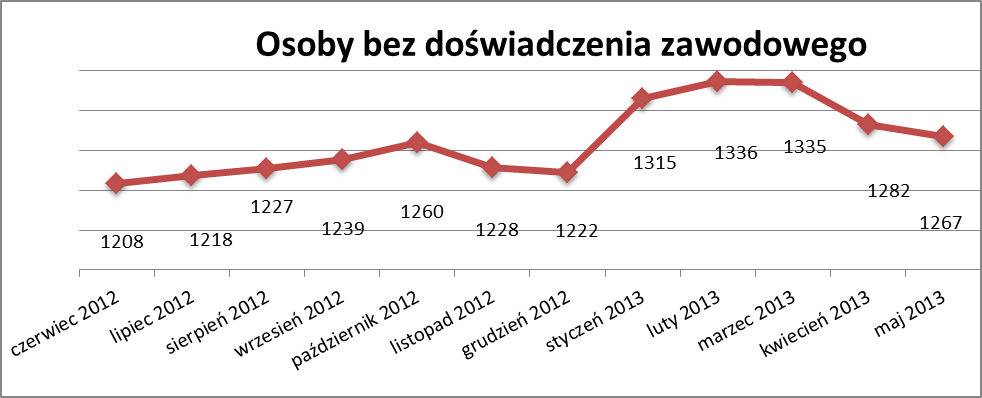 Osoby bez doświadczenia zawodowego
1208
1218
1227
1239
1260
1228
1222
1315
1336
1335
1282
1267
czerwiec 2012
lipiec 2012
sierpień 2012
wrzesień 2012
październik 2012
listopad 2012
grudzień 2012
styczeń 2013
luty 2013
marzec 2013
kwiecień 2013
maj 2013